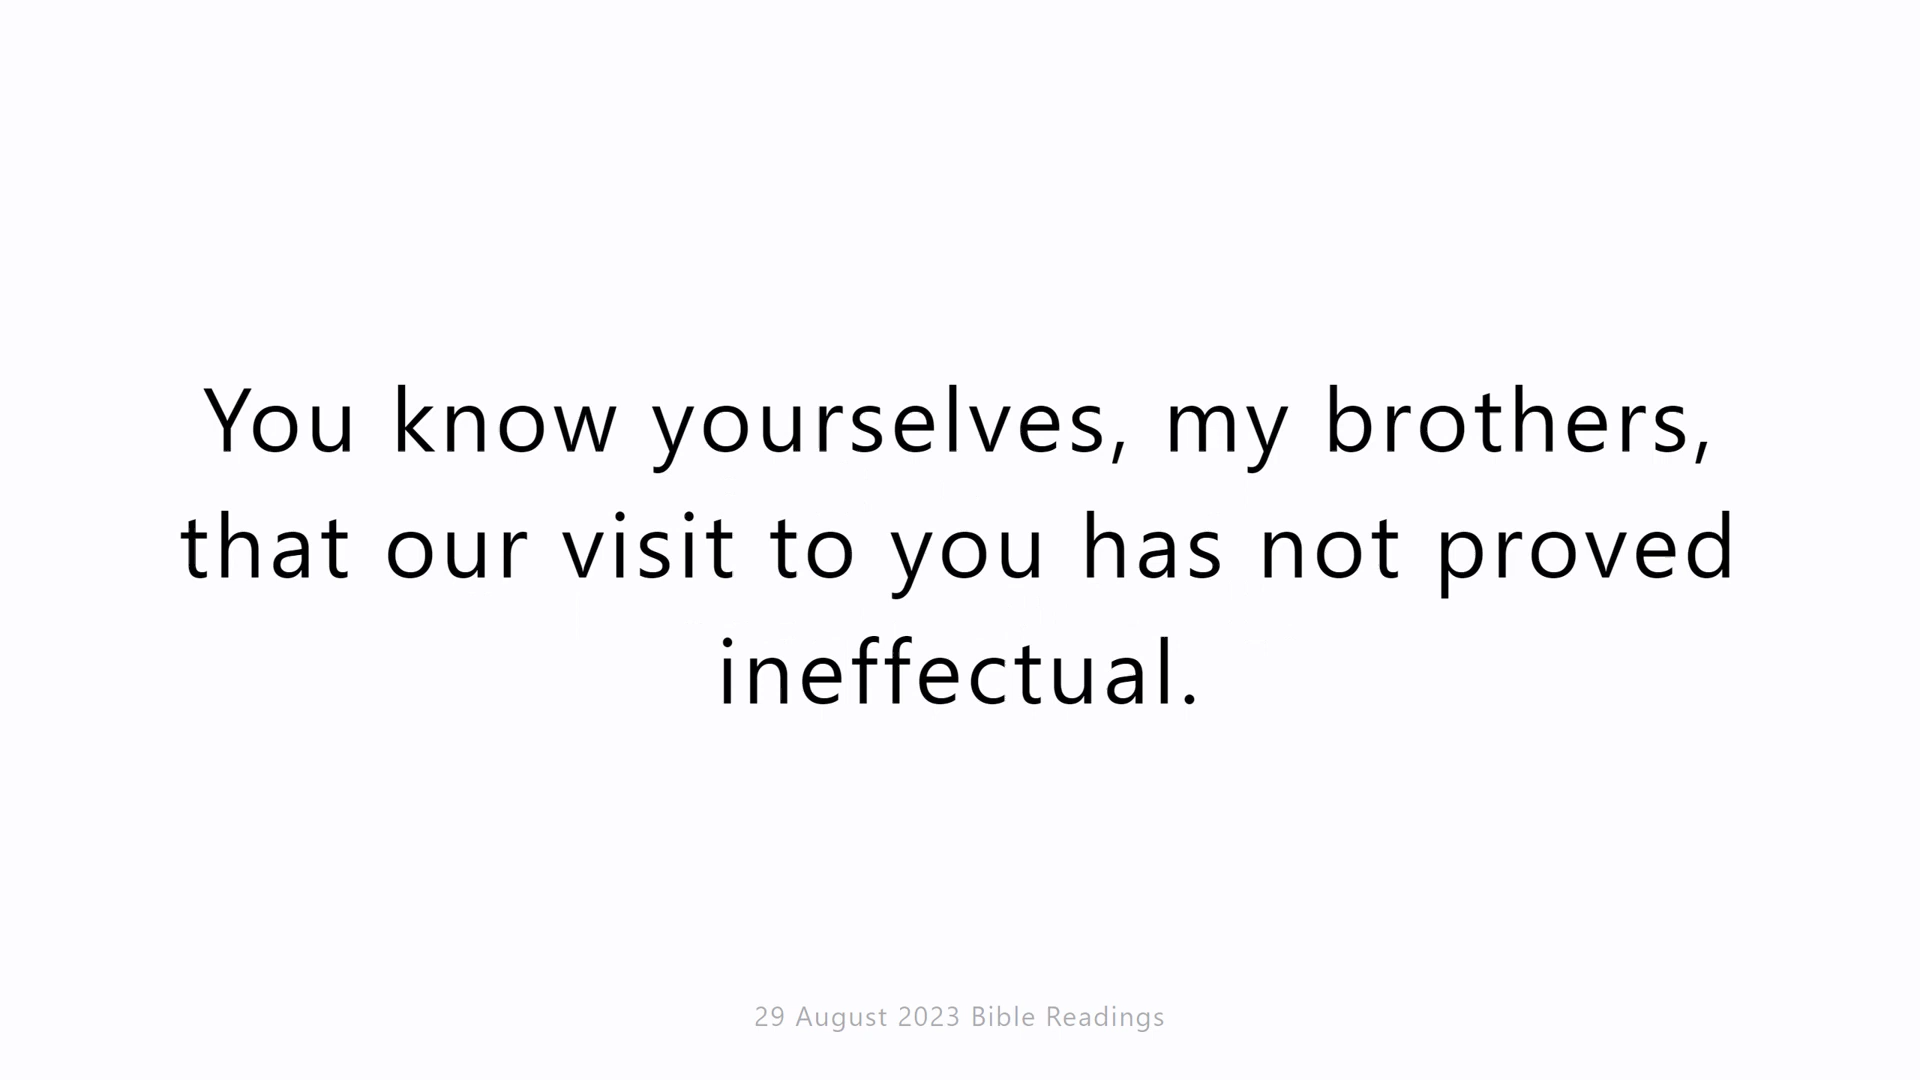 You know yourselves, my brothers,
that our visit to you has not proved
ineffectual.
29 August 2023 Bible Readings